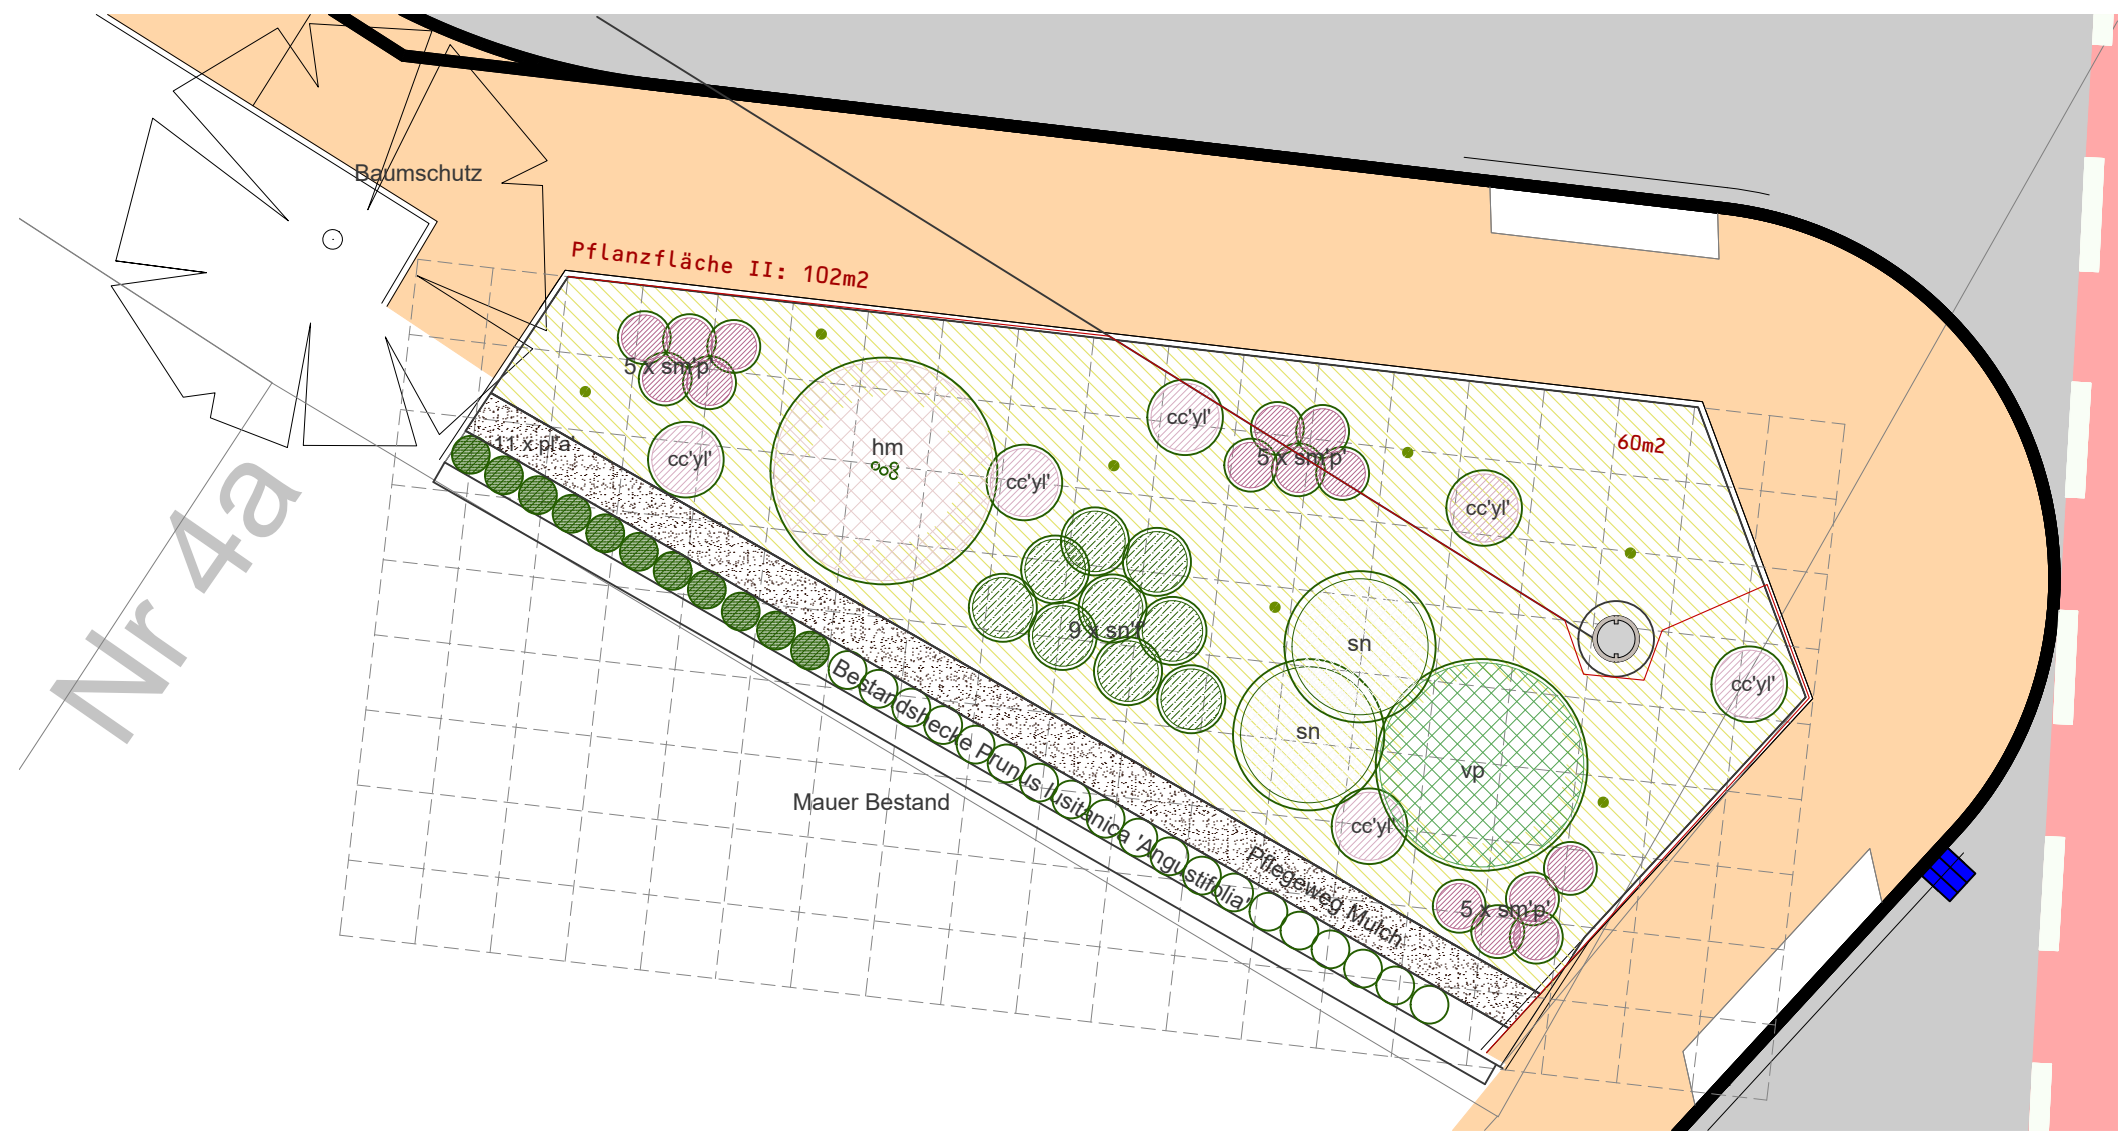 Baumschutz
Pflanzfläche II: 102m2
5 x sm'p'
cc'yl'
60m2
hm
11 x pl'a'
cc'yl'
cc'yl'
5 x sm'p'
cc'yl'
cc'yl'
Nr 4a
9 x sn'f'
sn
cc'yl'
sn
vp
Bestandshecke Prunus lusitanica 'Angustifolia'
Mauer Bestand
cc'yl'
Pflegeweg Mulch
5 x sm'p'